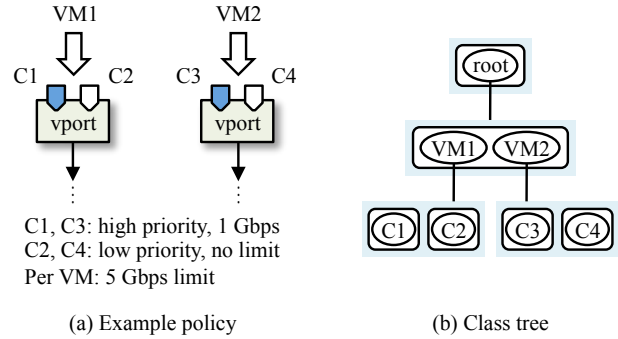 VM1 VM2
C1 C2 C3 C4
vport vport
C1, C3: high priority, 1 Gbps
C2, C4: low priority, no limit
Per VM: 5 Gbps limit
(a) Example policy
root
VM1 VM2
C1 C2 C3 C4
(b) Class tree